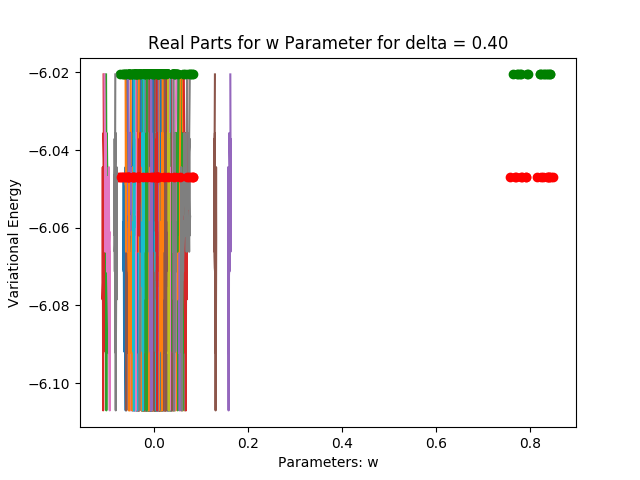 Real Parts for w Parameter for delta = 0.40
Variational Energy
−6.02
−6.04
−6.06
−6.08
−6.10
0.0 0.2 0.4 0.6 0.8
Parameters: w